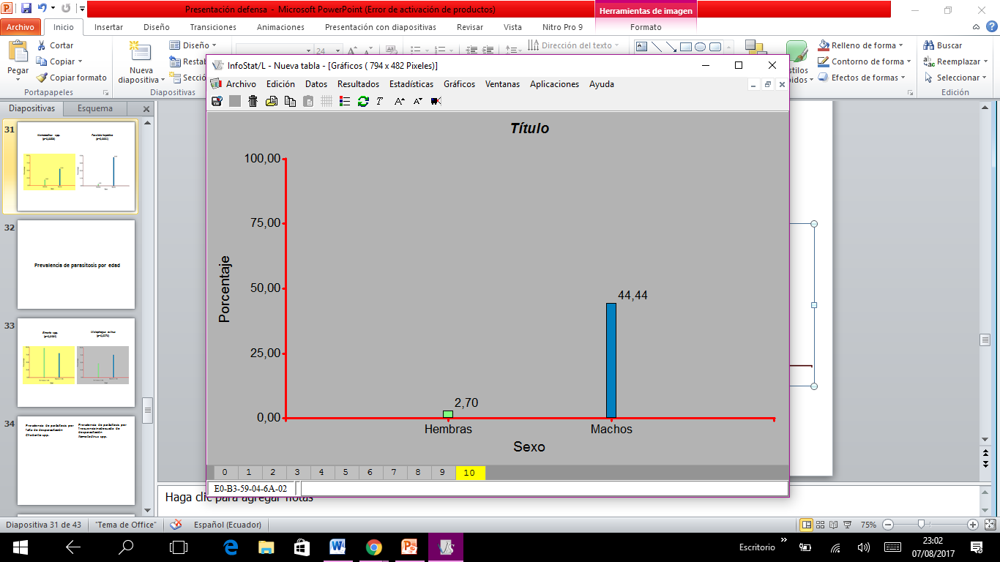 Presentación defensa - Microsoft PowerPoint (Error de activación de productos)
Herramientas de imagen
Archivo Inicio Insertar Diseño Transiciones Animaciones Presentación con diapositivas Revisar Vista Nitro Pro 9 Formato
Pegar
Cortar
Copiar
Copiar formato
Portapapeles
Nueva diapositiva
Diseño
Restab
Secció
Diapositivas
24
Dirección del texto
Relleno de forma
Contorno de forma
Efectos de formas
Buscar
Reemplazar
Seleccionar
Edición
Diapositivas Esquema
31
32
Prevalencia de parasitosis por edad
33
34
InfoStat/L - Nueva tabla - [Gráficos ( 794 x 482 Pixeles)]
Archivo Edición Datos Resultados Estadísticas Gráficos Ventanas Aplicaciones Ayuda
Título
100,00
75,00
50,00
25,00
0,00
Porcentaje
2,70
44,44
Hembras Machos
Sexo
0 1 2 3 4 5 6 7 8 9 10
E0-B3-59-04-6A-02
Haga clic para agregar notas
Diapositiva 31 de 43 "Tema de Office" Español (Ecuador) 75%
Escritorio
23:02
07/08/2017